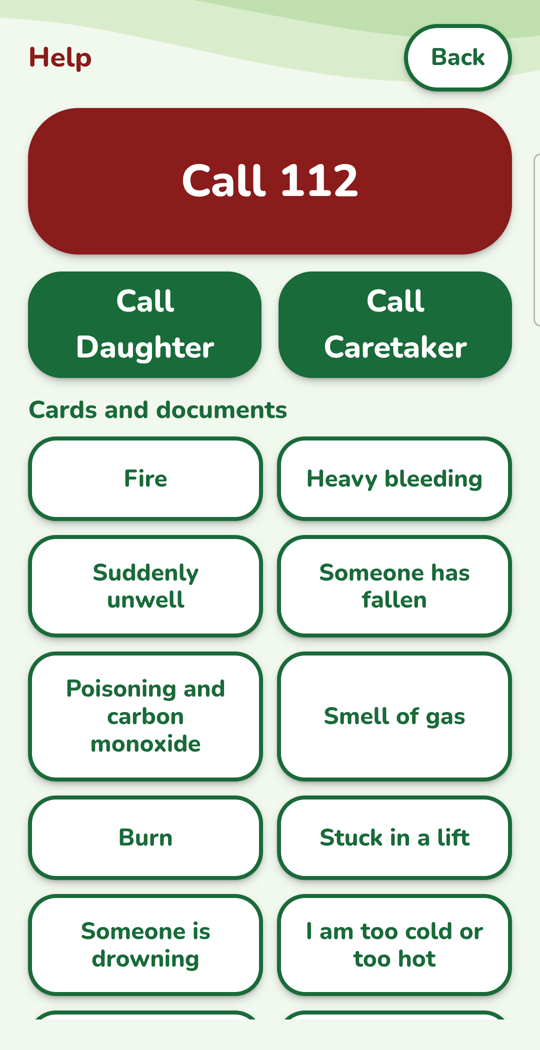 Help
Back
Call 112
Call
Daughter
Call
Caretaker
Cards and documents
Fire
Heavy bleeding
Suddenly
unwell
Someone has
fallen
Poisoning and
carbon
monoxide
Smell of gas
Burn
Stuck in a lift
Someone is
drowning
I am too cold or
too hot